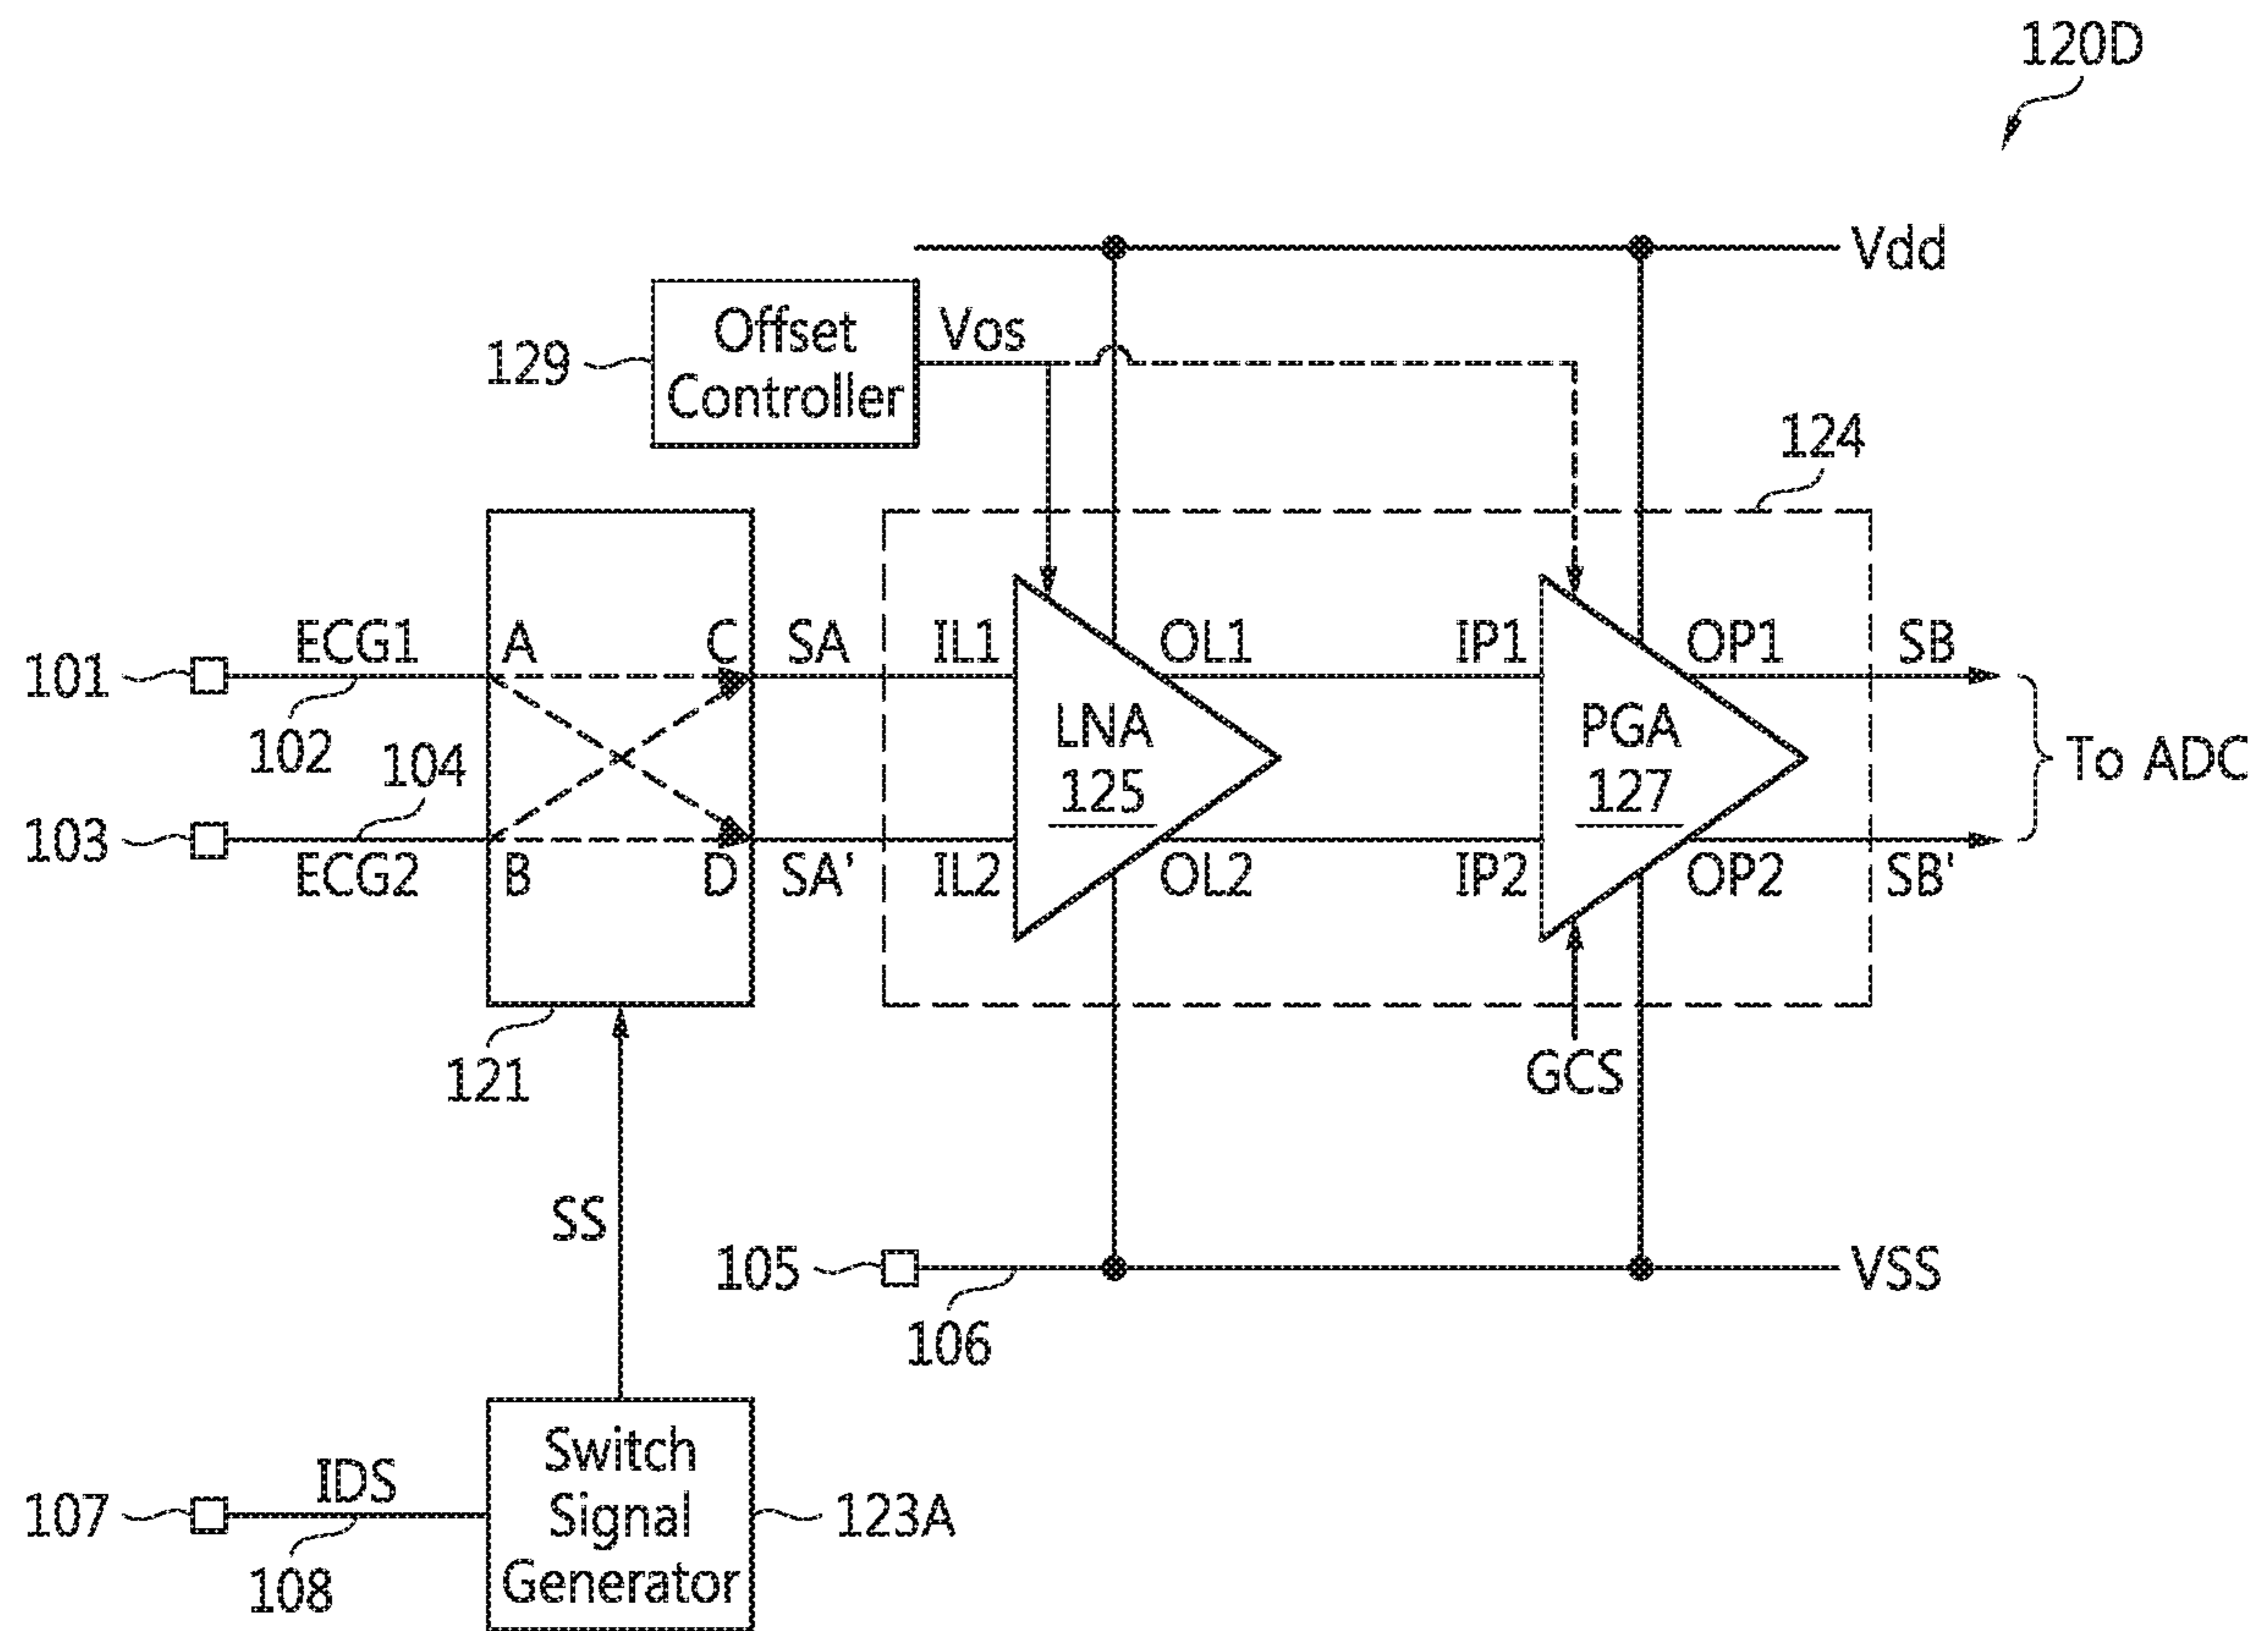 120D
Vdd
Offset
Controller
Vos
129
124
ECG1
A
C
SA
IL1
OL1
IP1
OP1
SB
101
102
104
LNA
125
PGA
127
To ADC
103
ECG2
B
D
SA'
IL2
OL2
IP2
OP2
SB'
121
GCS
SS
105
VSS
106
Switch
Signal
Generator
IDS
107
123A
108